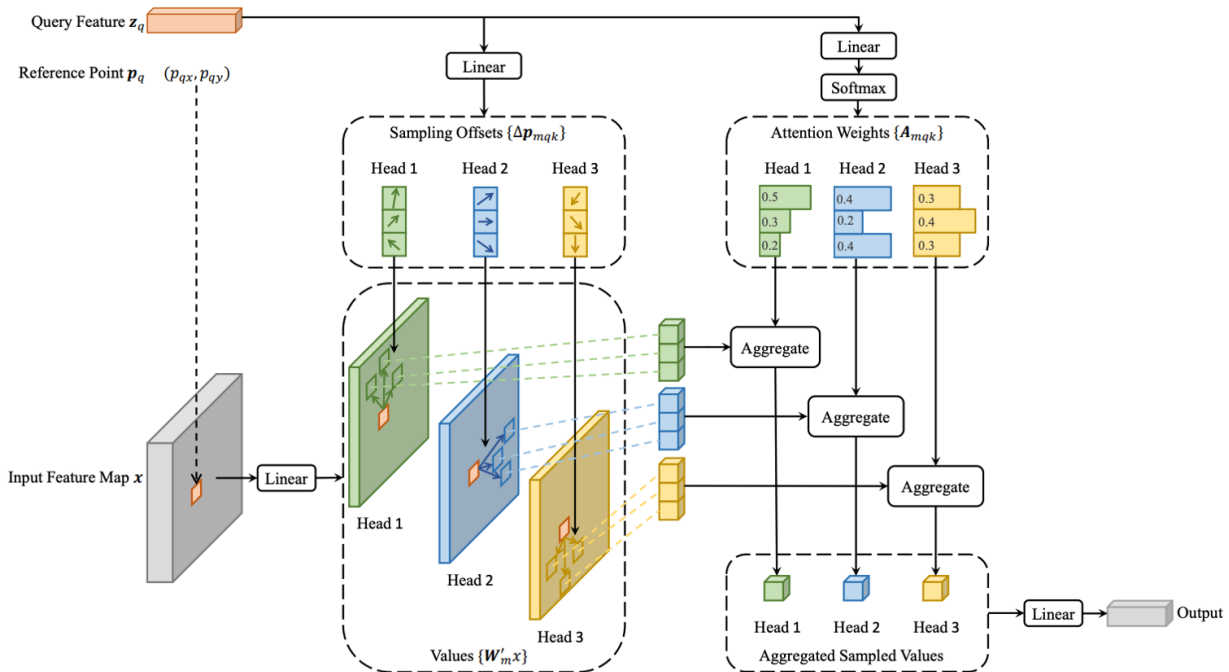 Query Feature z_q
Linear
Linear
Reference Point p_q (p_qx, p_qy)
Softmax
Sampling Offsets {Δp_mqk}
Attention Weights {A_mqk}
Head 1 Head 2 Head 3
Head 1 Head 2 Head 3
0.5 0.4 0.3
0.3 0.2 0.4
0.2 0.4 0.3
Aggregate
Aggregate
Aggregate
Input Feature Map x
Linear
Head 1
Head 2
Head 3
Values {W'_m x}
Head 1 Head 2 Head 3
Aggregated Sampled Values
Linear
Output